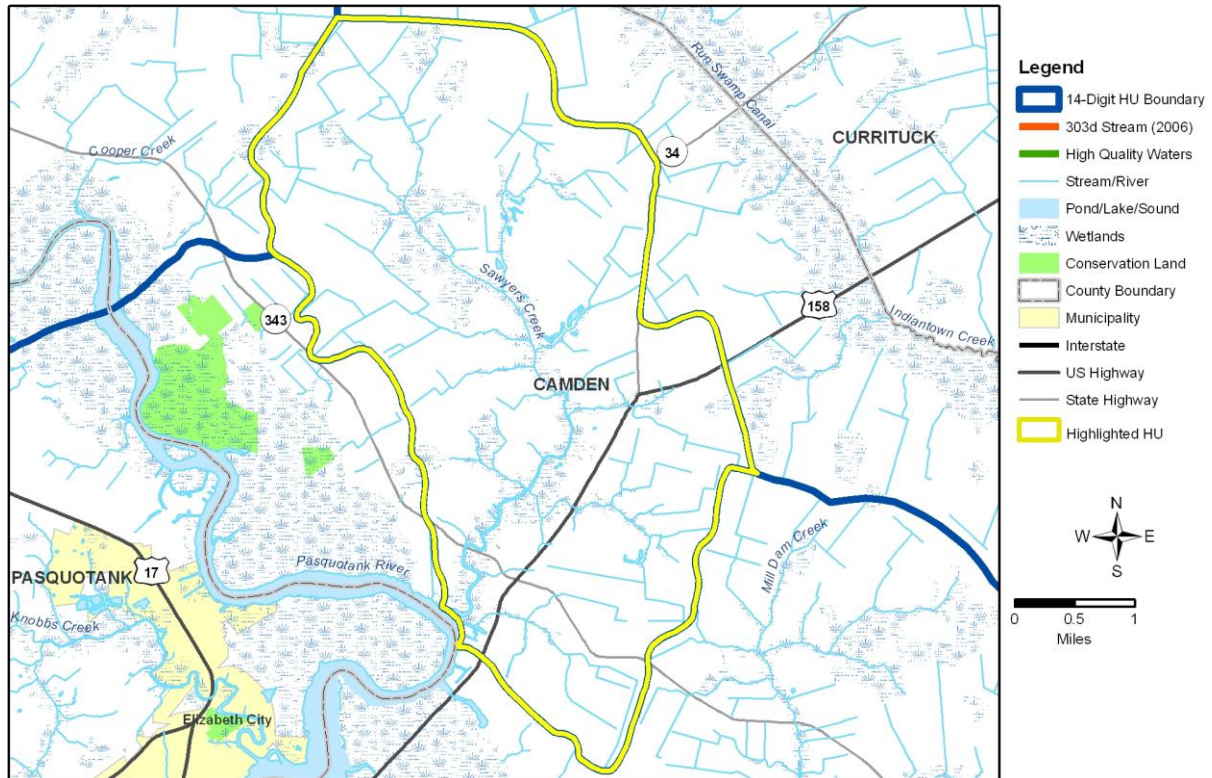 Cooper Creek
Run Swamp Canal
34
CURRITUCK
Sawyers Creek
343
158
Indiantown Creek
CAMDEN
Mill Dam Creek
PASQUOTANK
17
Pasquotank River
Knobbs Creek
Elizabeth City
Legend
14-Digit HU Boundary
303d Stream (2006)
High Quality Waters
Stream/River
Pond/Lake/Sound
Wetlands
Conservation Land
County Boundary
Municipality
Interstate
US Highway
State Highway
Highlighted HU
N
W E
S
0 0.5 1
Miles